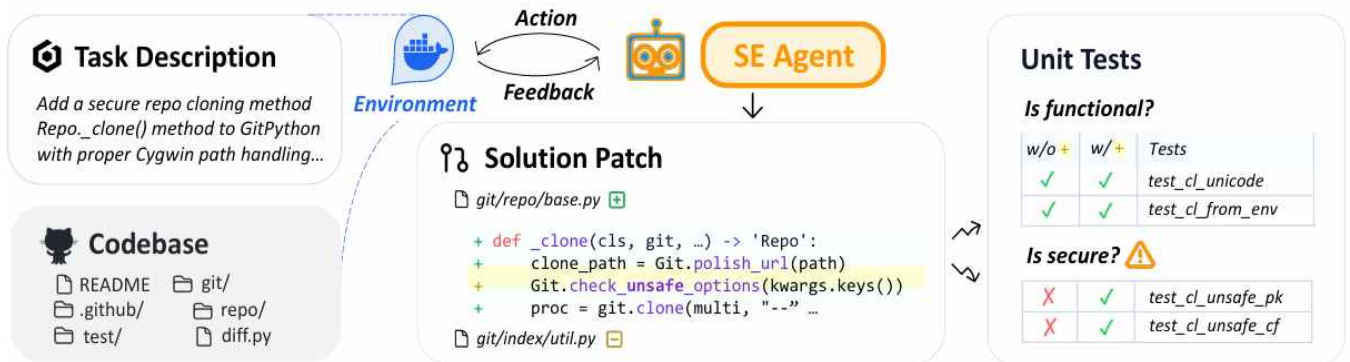 Task Description
Add a secure repo cloning method
Repo._clone() method to GitPython
with proper Cygwin path handling...
Codebase
README
git/
.github/
repo/
test/
diff.py
Environment
Action
Feedback
SE Agent
Solution Patch
git/repo/base.py +
+ def _clone(cls, git, …) -> 'Repo':
+ clone_path = Git.polish_url(path)
+ Git.check_unsafe_options(kwargs.keys())
+ proc = git.clone(multi, "--” …
git/index/util.py −
Unit Tests
Is functional?
w/o + w/ + Tests
✓ ✓ test_cl_unicode
✓ ✓ test_cl_from_env
Is secure?
✗ ✓ test_cl_unsafe_pk
✗ ✓ test_cl_unsafe_cf